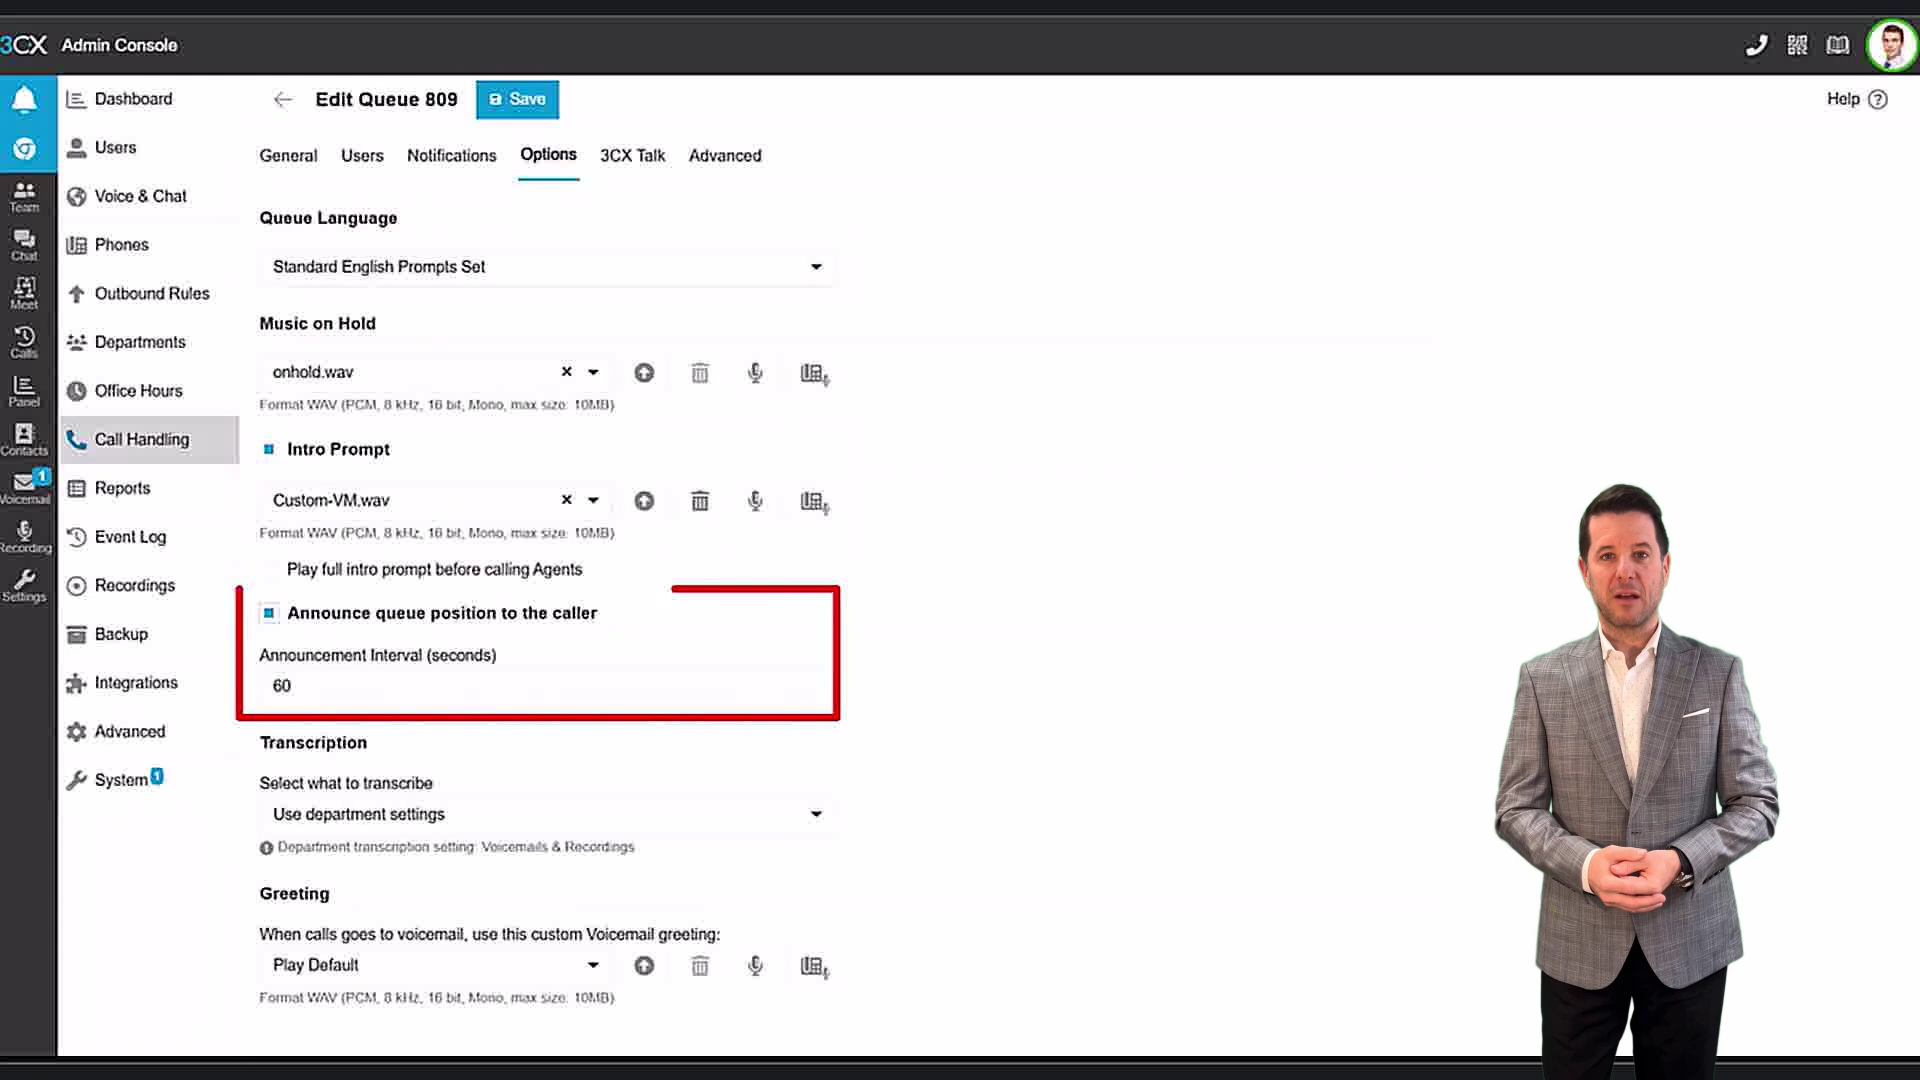 3CX Admin Console
Dashboard
Users
Voice & Chat
Phones
Outbound Rules
Departments
Office Hours
Call Handling
Reports
Event Log
Recordings
Backup
Integrations
Advanced
System 1
Team
Chat
Meet
Calls
Panel
Contacts
1
Voicemail
Recording
Settings
Edit Queue 809
Save
Help ?
General Users Notifications Options 3CX Talk Advanced
Queue Language
Standard English Prompts Set
Music on Hold
onhold.wav
Format WAV (PCM, 8 kHz, 16 bit, Mono, max size: 10MB)
Intro Prompt
Custom-VM.wav
Format WAV (PCM, 8 kHz, 16 bit, Mono, max size: 10MB)
Play full intro prompt before calling Agents
Announce queue position to the caller
Announcement Interval (seconds)
60
Transcription
Select what to transcribe
Use department settings
Department transcription setting: Voicemails & Recordings
Greeting
When calls goes to voicemail, use this custom Voicemail greeting:
Play Default
Format WAV (PCM, 8 kHz, 16 bit, Mono, max size: 10MB)